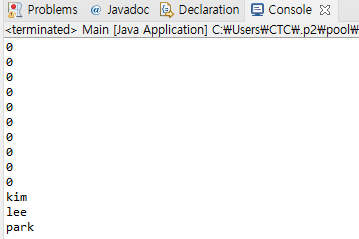 Problems @ Javadoc Declaration Console
<terminated> Main [Java Application] C:₩Users₩CTC₩.p2₩pool₩
0
0
0
0
0
0
0
0
0
0
kim
lee
park